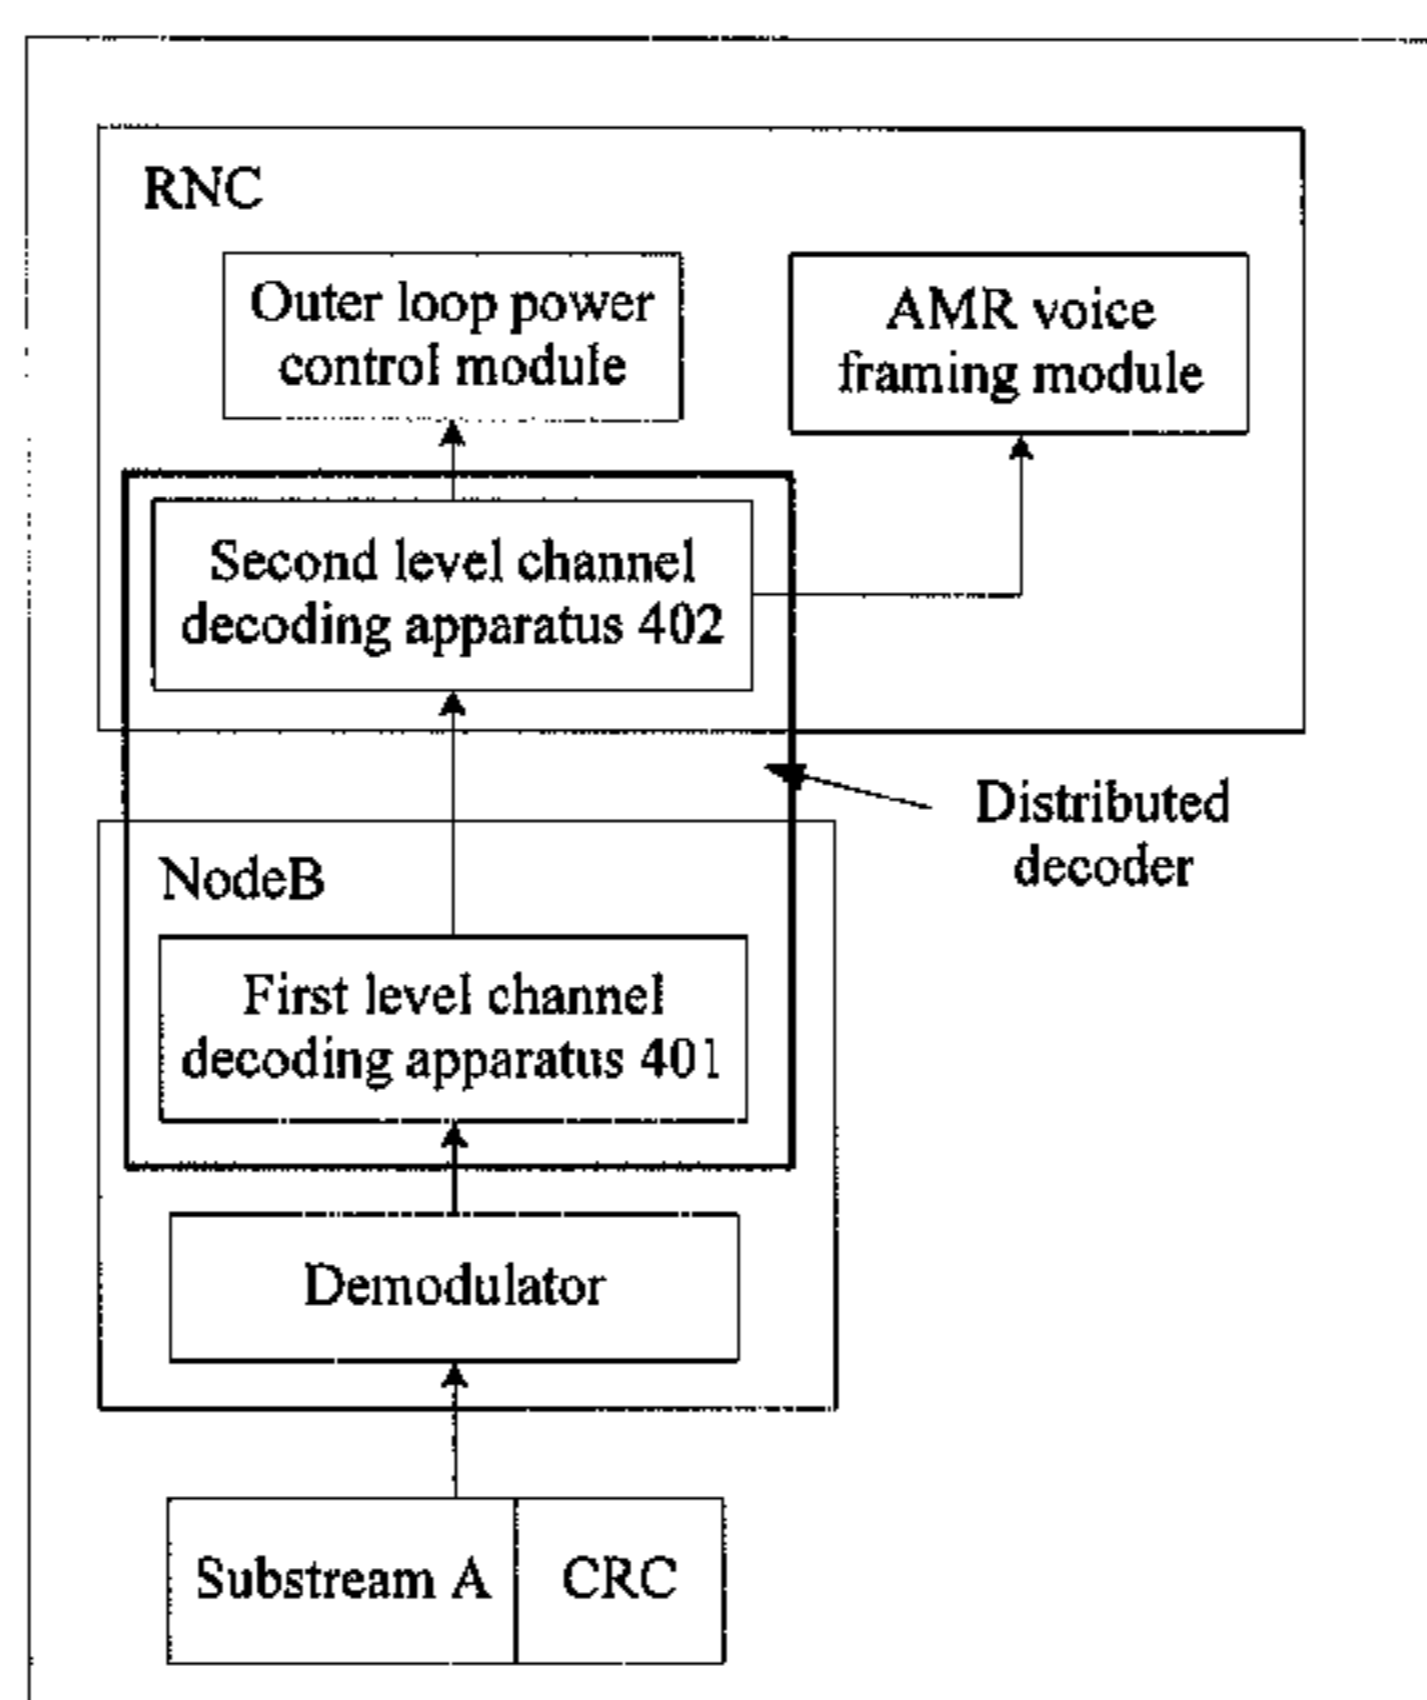 RNC
Outer loop power
control module
AMR voice
framing module
Second level channel
decoding apparatus 402
Distributed
decoder
NodeB
First level channel
decoding apparatus 401
Demodulator
Substream A
CRC